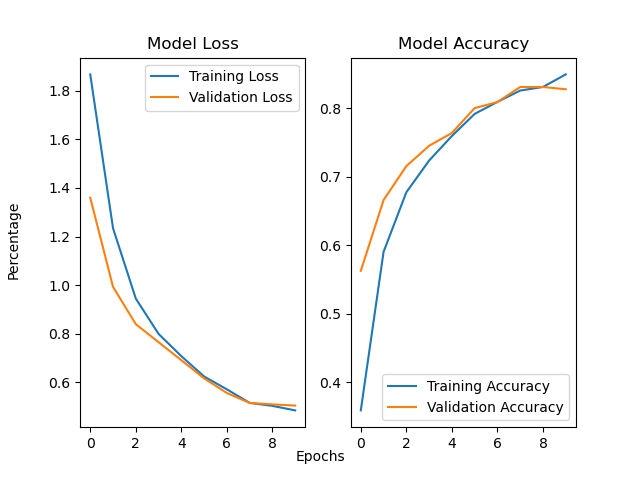 Model Loss
Training Loss
Validation Loss
1.8
1.6
1.4
1.2
1.0
0.8
0.6
0 2 4 6 8
Percentage
Model Accuracy
0.8
0.7
0.6
0.5
0.4
Training Accuracy
Validation Accuracy
0 2 4 6 8
Epochs